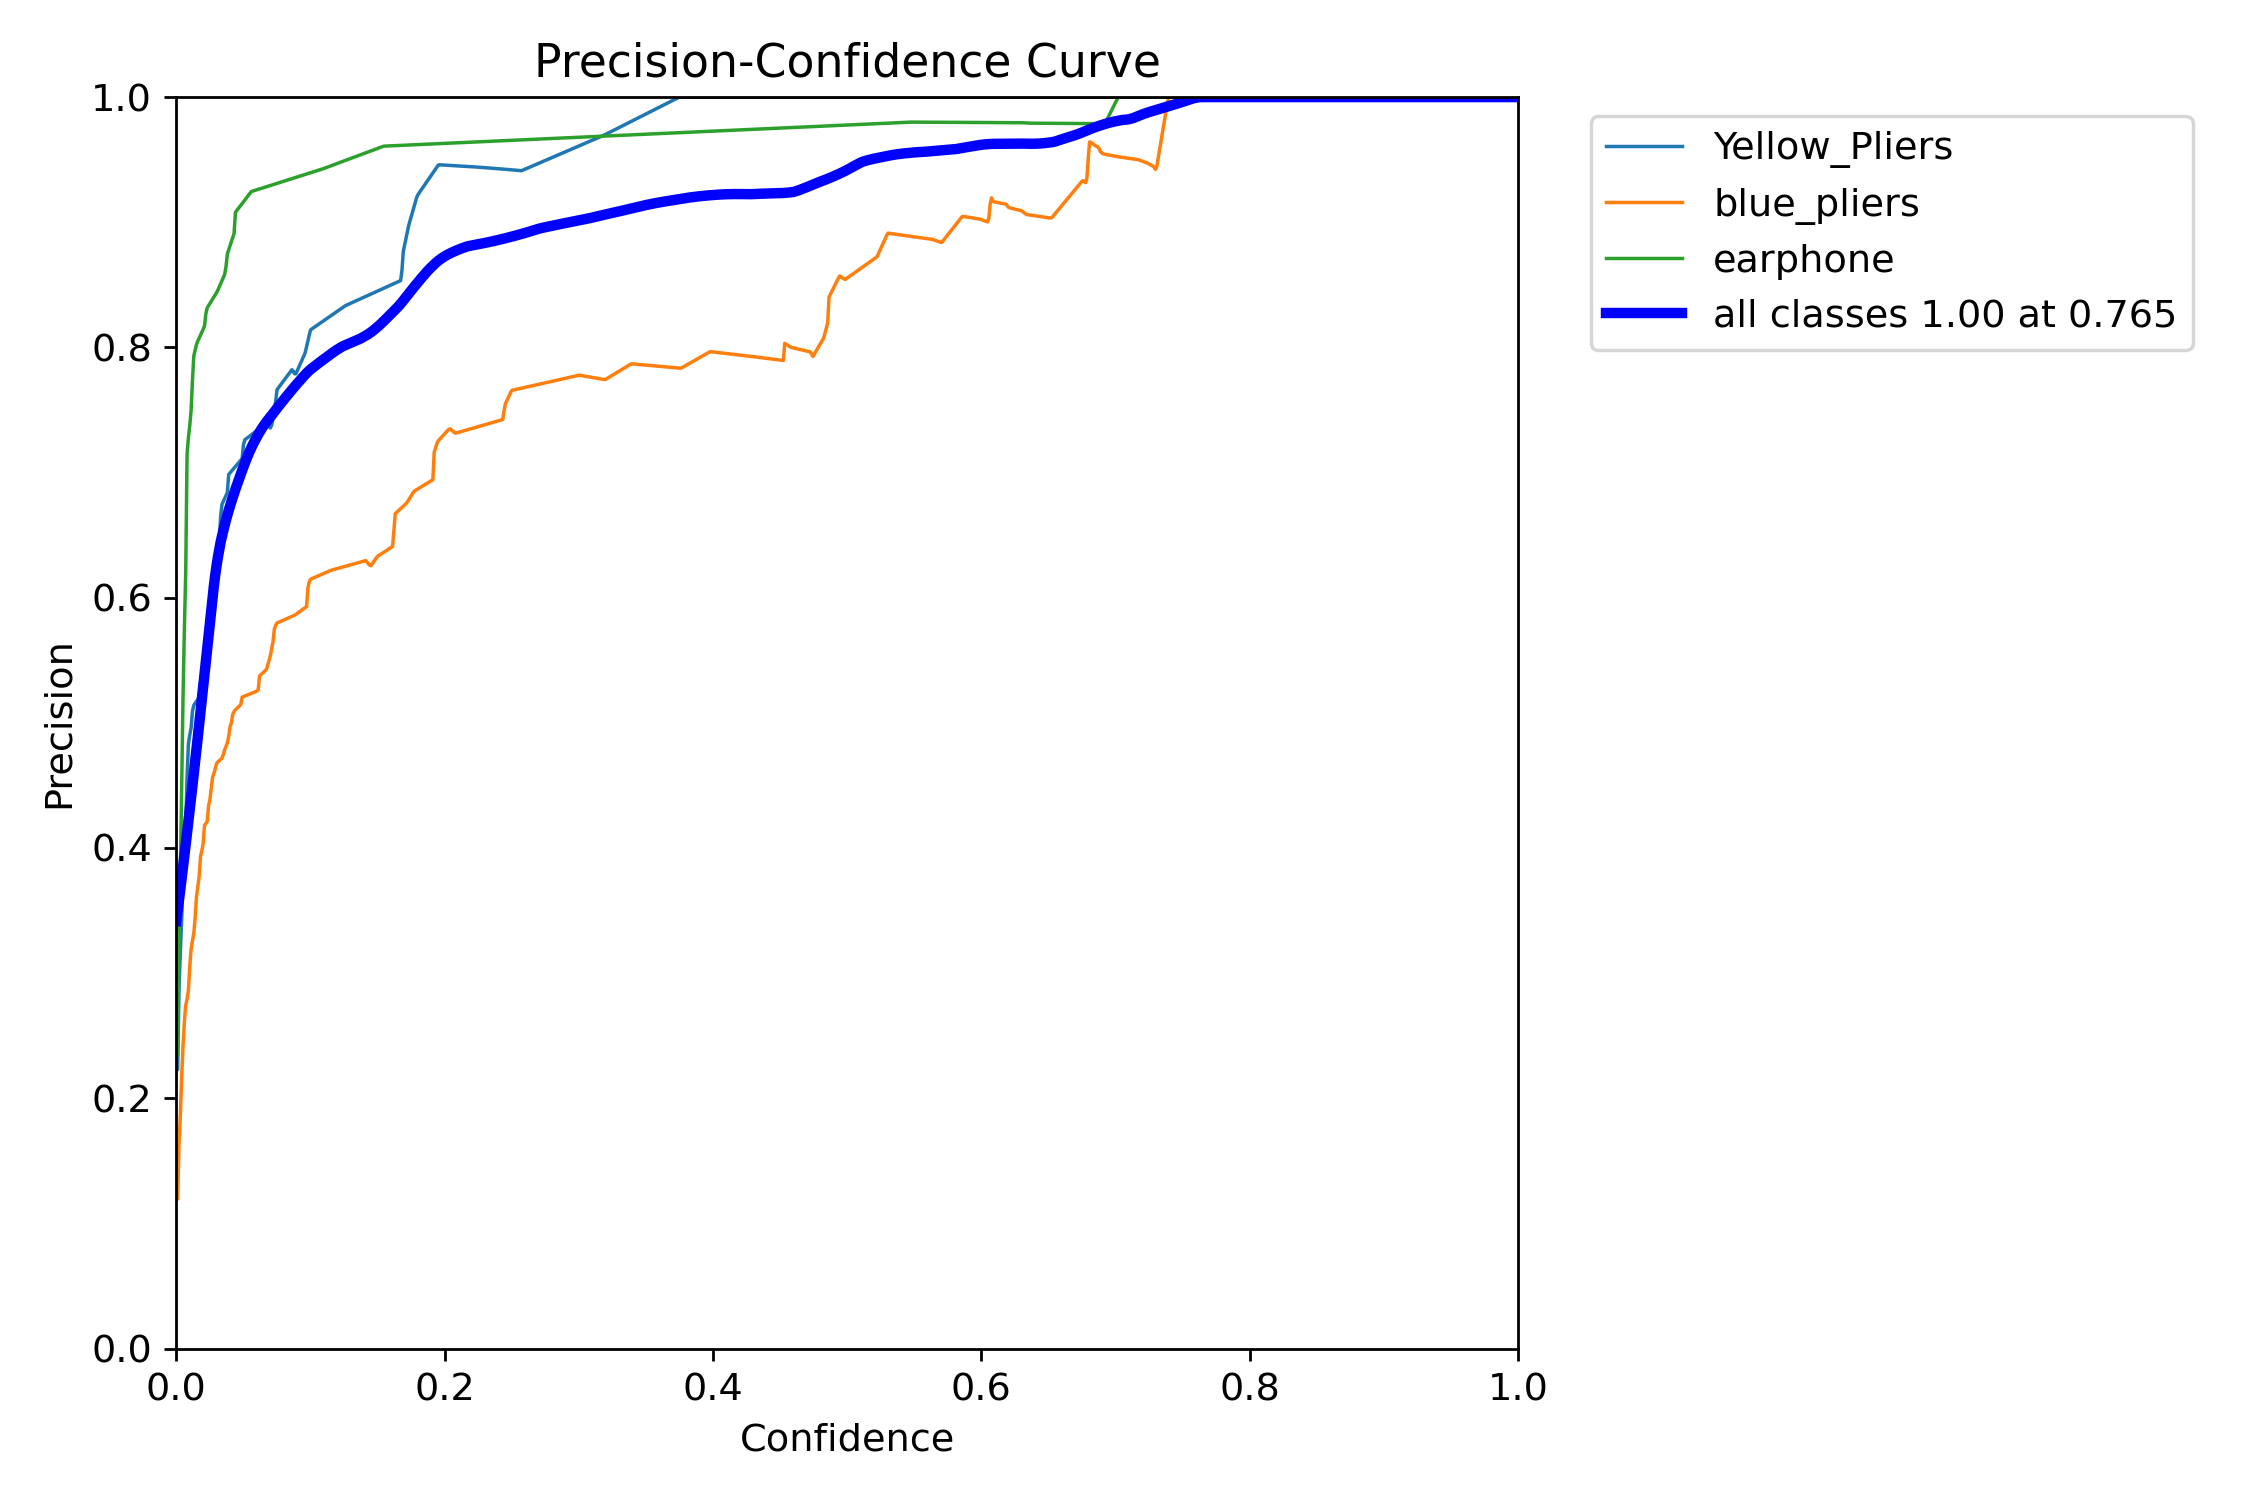 Precision-Confidence Curve
1.0
0.8
0.6
0.4
0.2
0.0
Precision
0.0 0.2 0.4 0.6 0.8 1.0
Confidence
Yellow_Pliers
blue_pliers
earphone
all classes 1.00 at 0.765